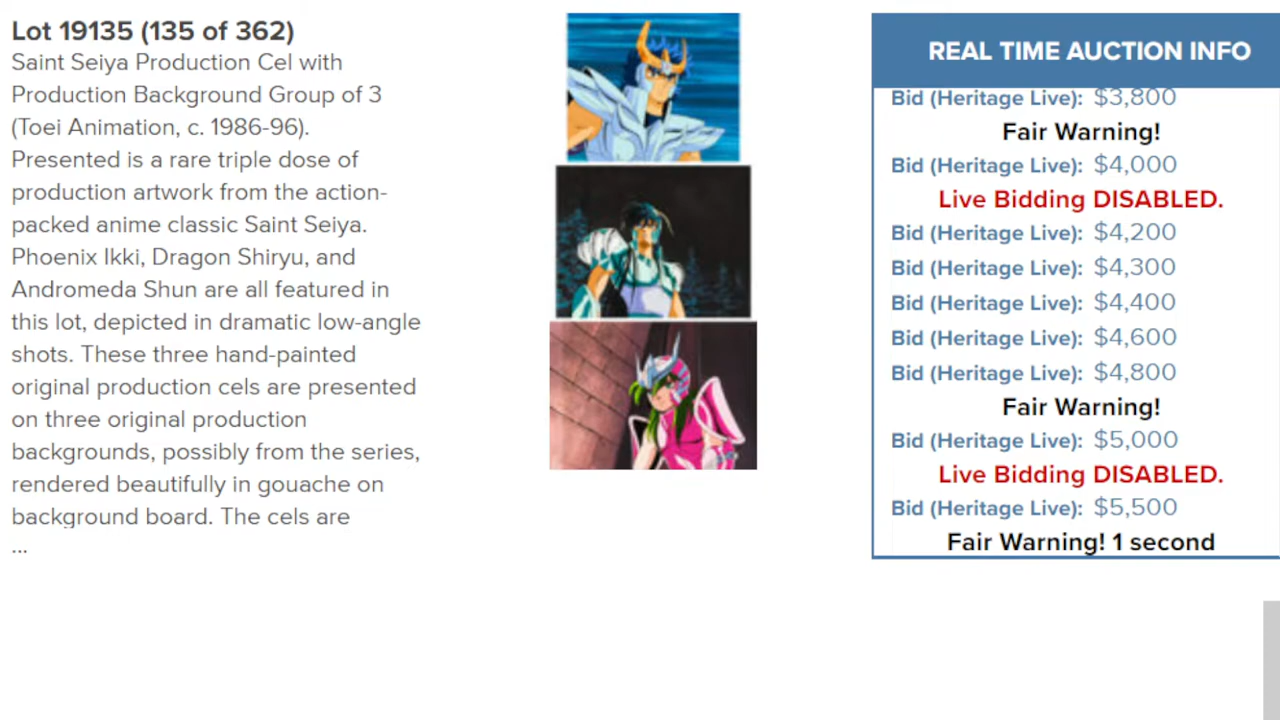 Lot 19135 (135 of 362)
Saint Seiya Production Cel with
Production Background Group of 3
(Toei Animation, c. 1986-96).
Presented is a rare triple dose of
production artwork from the action-
packed anime classic Saint Seiya.
Phoenix Ikki, Dragon Shiryu, and
Andromeda Shun are all featured in
this lot, depicted in dramatic low-angle
shots. These three hand-painted
original production cels are presented
on three original production
backgrounds, possibly from the series,
rendered beautifully in gouache on
background board. The cels are
...
REAL TIME AUCTION INFO
Bid (Heritage Live): $3,800
Fair Warning!
Bid (Heritage Live): $4,000
Live Bidding DISABLED.
Bid (Heritage Live): $4,200
Bid (Heritage Live): $4,300
Bid (Heritage Live): $4,400
Bid (Heritage Live): $4,600
Bid (Heritage Live): $4,800
Fair Warning!
Bid (Heritage Live): $5,000
Live Bidding DISABLED.
Bid (Heritage Live): $5,500
Fair Warning! 1 second